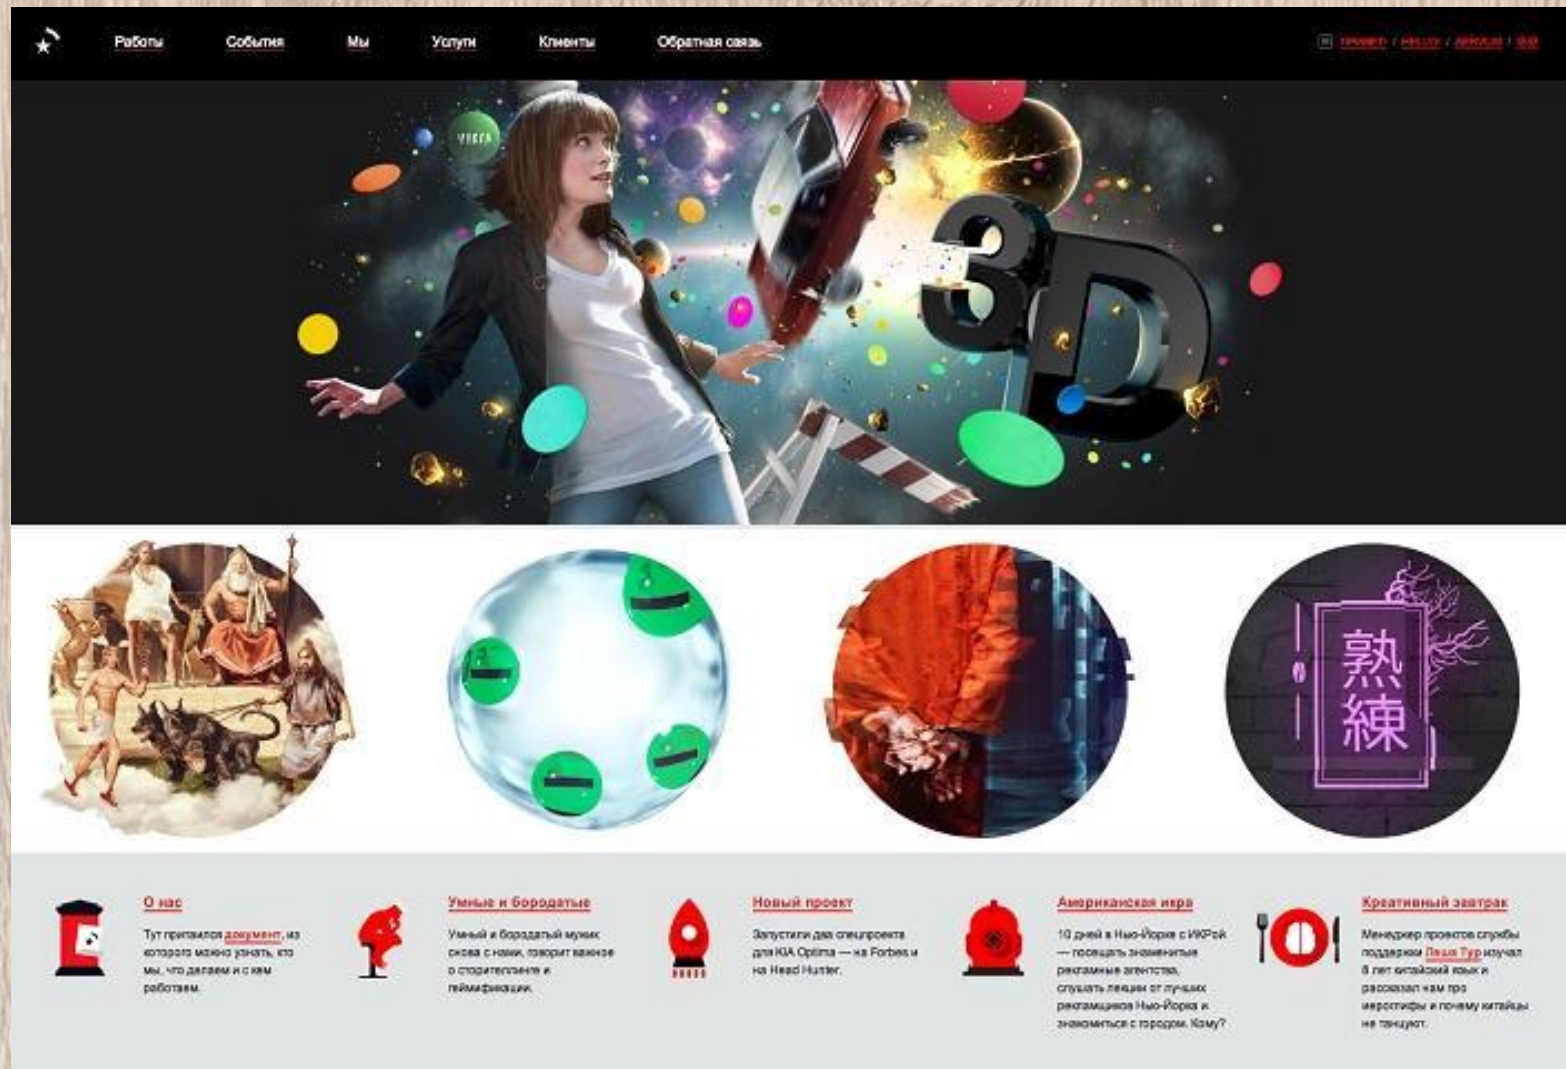 Работы События Мы Услуги Клиенты Обратная связь
ПРИВЕТ / HELLO! /
3D
熟
練
О нас
Тут притаился документ, из
которого можно узнать, кто
мы, что делаем и с кем
работаем.
Умные и бородатые
Умный и бородатый мужик
снова с нами, говорит важное
о сторителлинге и
геймификации.
Новый проект
Запустили два спецпроекта
для KIA Optima — на Forbes и
на Head Hunter.
Американская икра
10 дней в Нью-Йорке с ИКРой
— посещать знаменитые
рекламные агентства,
слушать лекции от лучших
рекламщиков Нью-Йорка и
знакомиться с городом. Кому?
Креативный завтрак
Менеджер проектов службы
поддержки Леша Тур изучал
8 лет китайский язык и
рассказал нам про
иероглифы и почему китайцы
не танцуют.